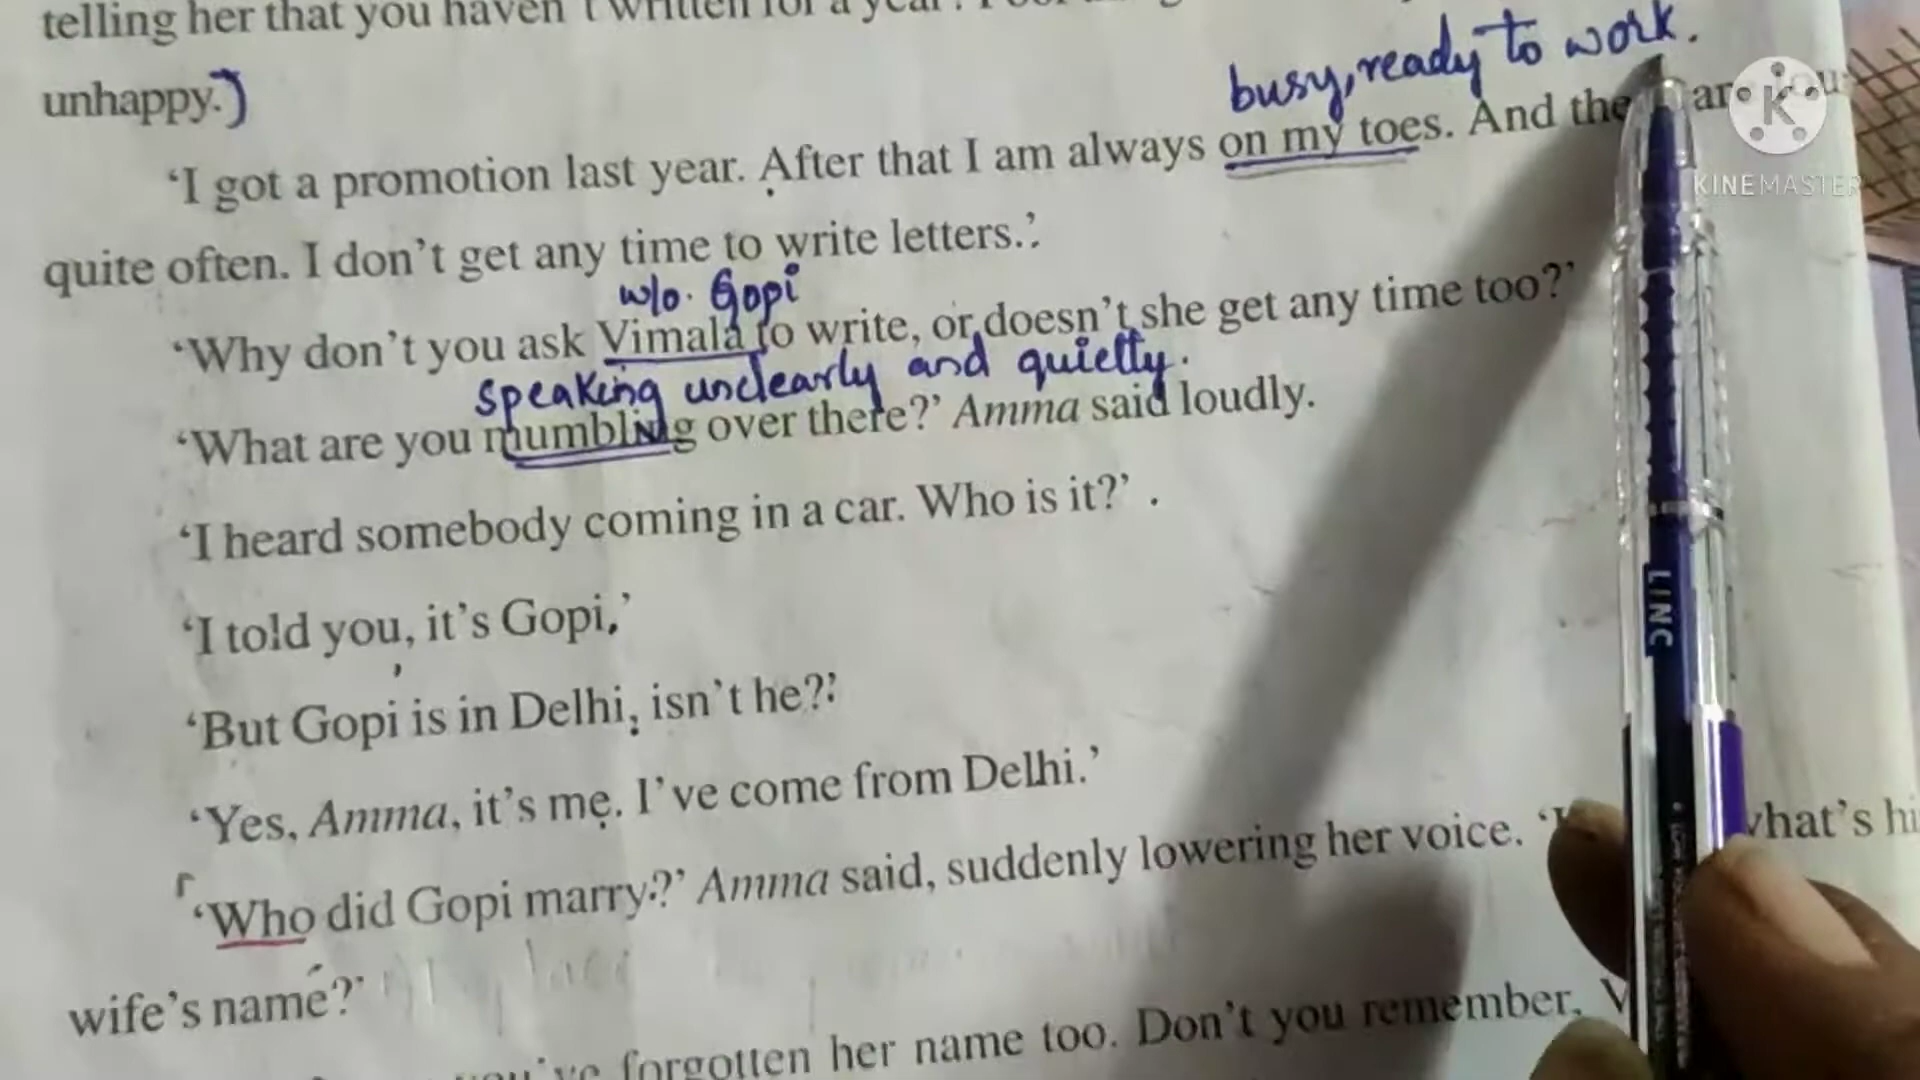 telling her that you haven't written for a year?
unhappy.)
busy, ready to work.
'I got a promotion last year. After that I am always on my toes. And
quite often. I don't get any time to write letters.'
w/o. Gopi
'Why don't you ask Vimala to write, or doesn't she get any time too?'
speaking unclearly and quietly.
'What are you mumbling over there?' Amma said loudly.
'I heard somebody coming in a car. Who is it?'
'I told you, it's Gopi,'
'But Gopi is in Delhi, isn't he?'
'Yes, Amma, it's me. I've come from Delhi.'
'Who did Gopi marry?' Amma said, suddenly lowering her voice. what's
wife's name?'
you've forgotten her name too. Don't you remember,
K
KINEMASTER
LINC